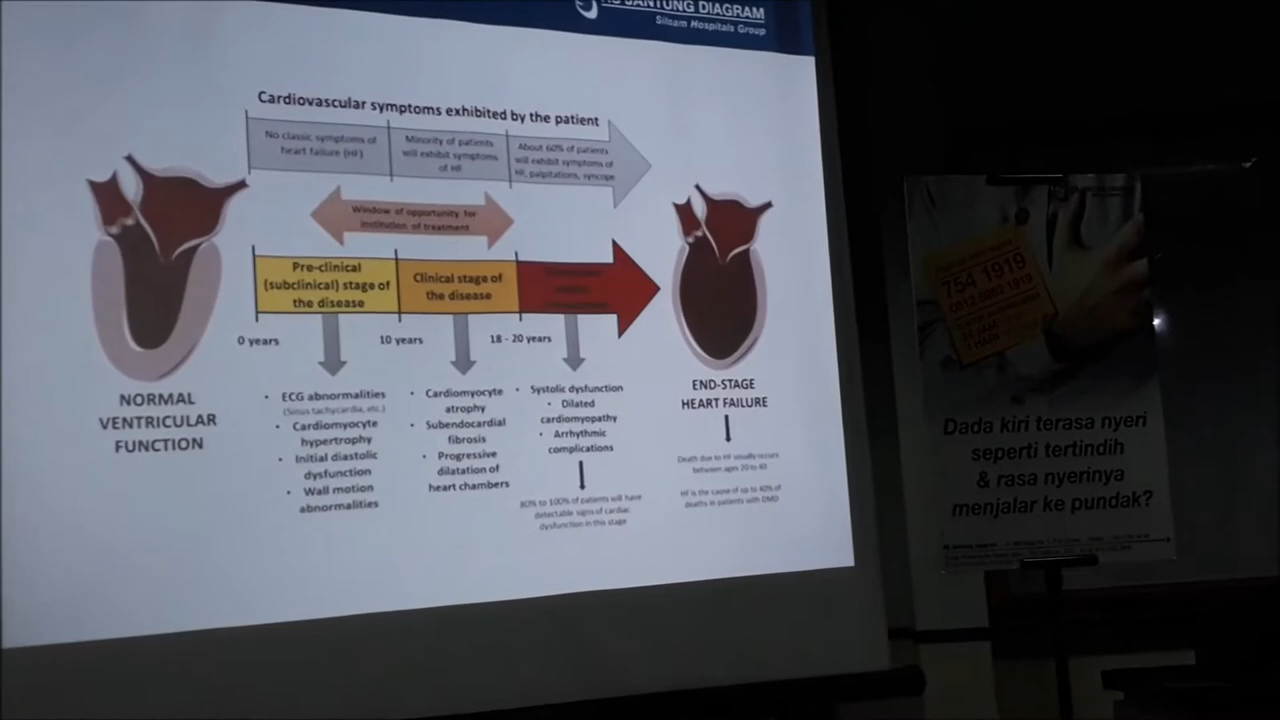 JANTUNG DIAGRAM
Siloam Hospitals Group
Cardiovascular symptoms exhibited by the patient
No classic symptoms of
heart failure (HF)
Minority of patients
will exhibit symptoms
of HF
About 60% of patients
will exhibit symptoms of
HF, palpitations, syncope
Window of opportunity for
institution of treatment
Pre-clinical
(subclinical) stage of
the disease
Clinical stage of
the disease
0 years
10 years
18 - 20 years
NORMAL
VENTRICULAR
FUNCTION
• ECG abnormalities
(Sinus tachycardia, etc.)
• Cardiomyocyte
hypertrophy
• Initial diastolic
dysfunction
• Wall motion
abnormalities
• Cardiomyocyte
atrophy
• Subendocardial
fibrosis
• Progressive
dilatation of
heart chambers
• Systolic dysfunction
• Dilated
cardiomyopathy
• Arrhythmic
complications
80% to 100% of patients will have
detectable signs of cardiac
dysfunction in this stage
END-STAGE
HEART FAILURE
Death due to HF usually occurs
between ages 20 to 40
HF is the cause of up to 40% of
deaths in patients with DMD
754 1919
JAM
HARI
Dada kiri terasa nyeri
seperti tertindih
& rasa nyerinya
menjalar ke pundak?